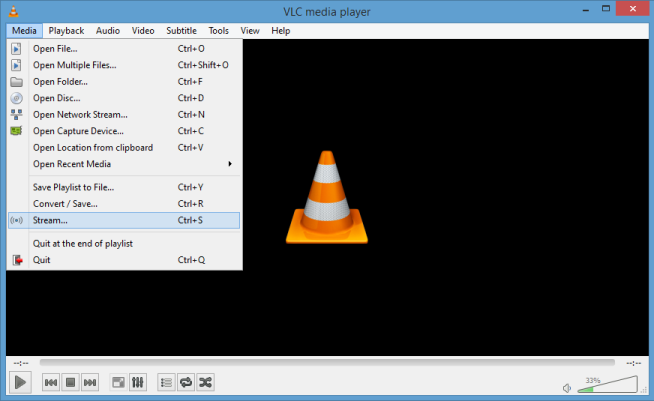 VLC media player
Media Playback Audio Video Subtitle Tools View Help
Open File... Ctrl+O
Open Multiple Files... Ctrl+Shift+O
Open Folder... Ctrl+F
Open Disc... Ctrl+D
Open Network Stream... Ctrl+N
Open Capture Device... Ctrl+C
Open Location from clipboard Ctrl+V
Open Recent Media
Save Playlist to File... Ctrl+Y
Convert / Save... Ctrl+R
Stream... Ctrl+S
Quit at the end of playlist
Quit Ctrl+Q
--:-- --:--
33%